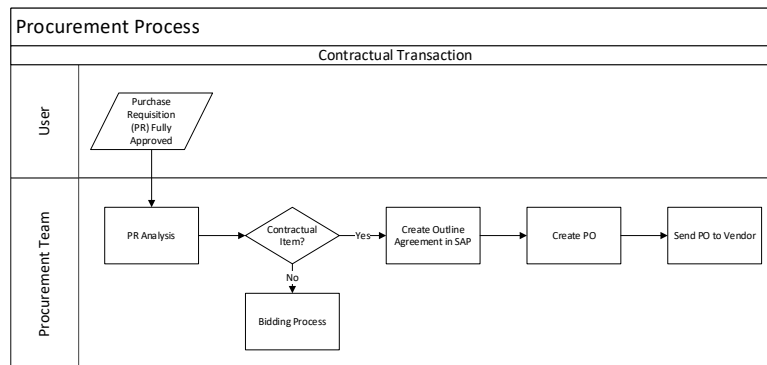 Procurement Process
Contractual Transaction
User
Purchase
Requisition
(PR) Fully
Approved
Procurement Team
PR Analysis
Contractual
Item?
Yes
Create Outline
Agreement in SAP
Create PO
Send PO to Vendor
No
Bidding Process